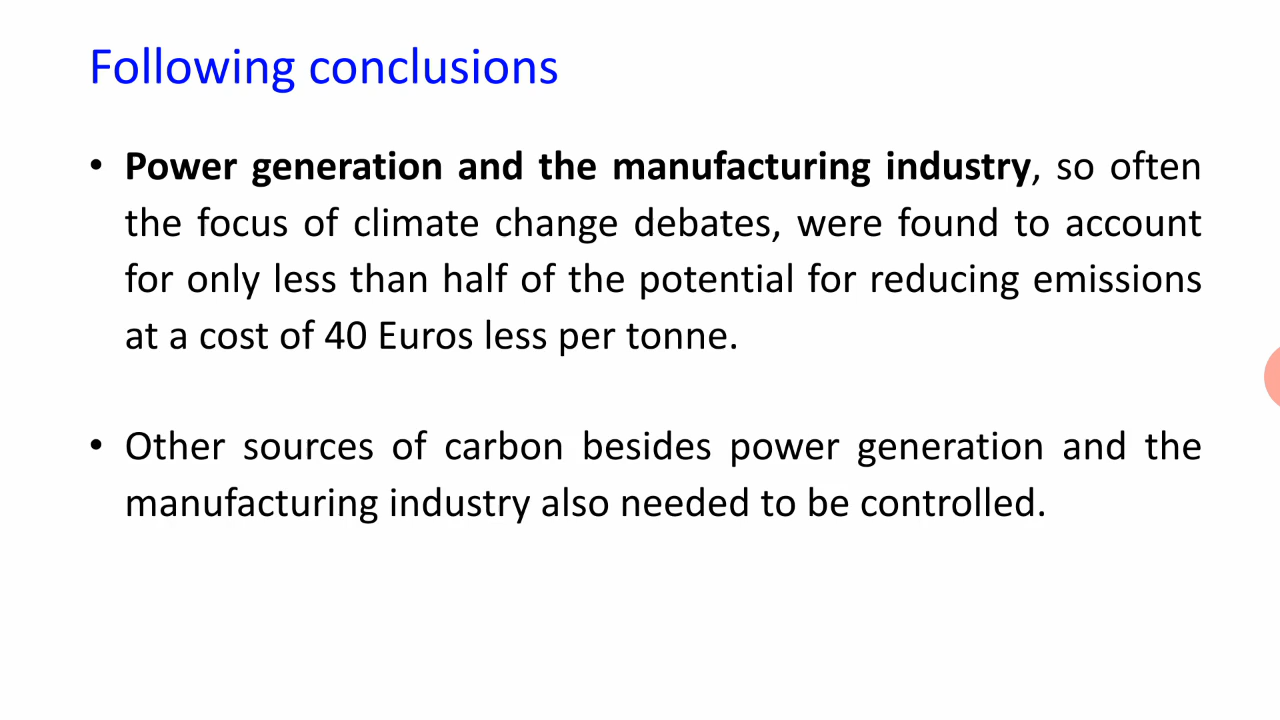 Following conclusions
• Power generation and the manufacturing industry, so often
the focus of climate change debates, were found to account
for only less than half of the potential for reducing emissions
at a cost of 40 Euros less per tonne.
• Other sources of carbon besides power generation and the
manufacturing industry also needed to be controlled.